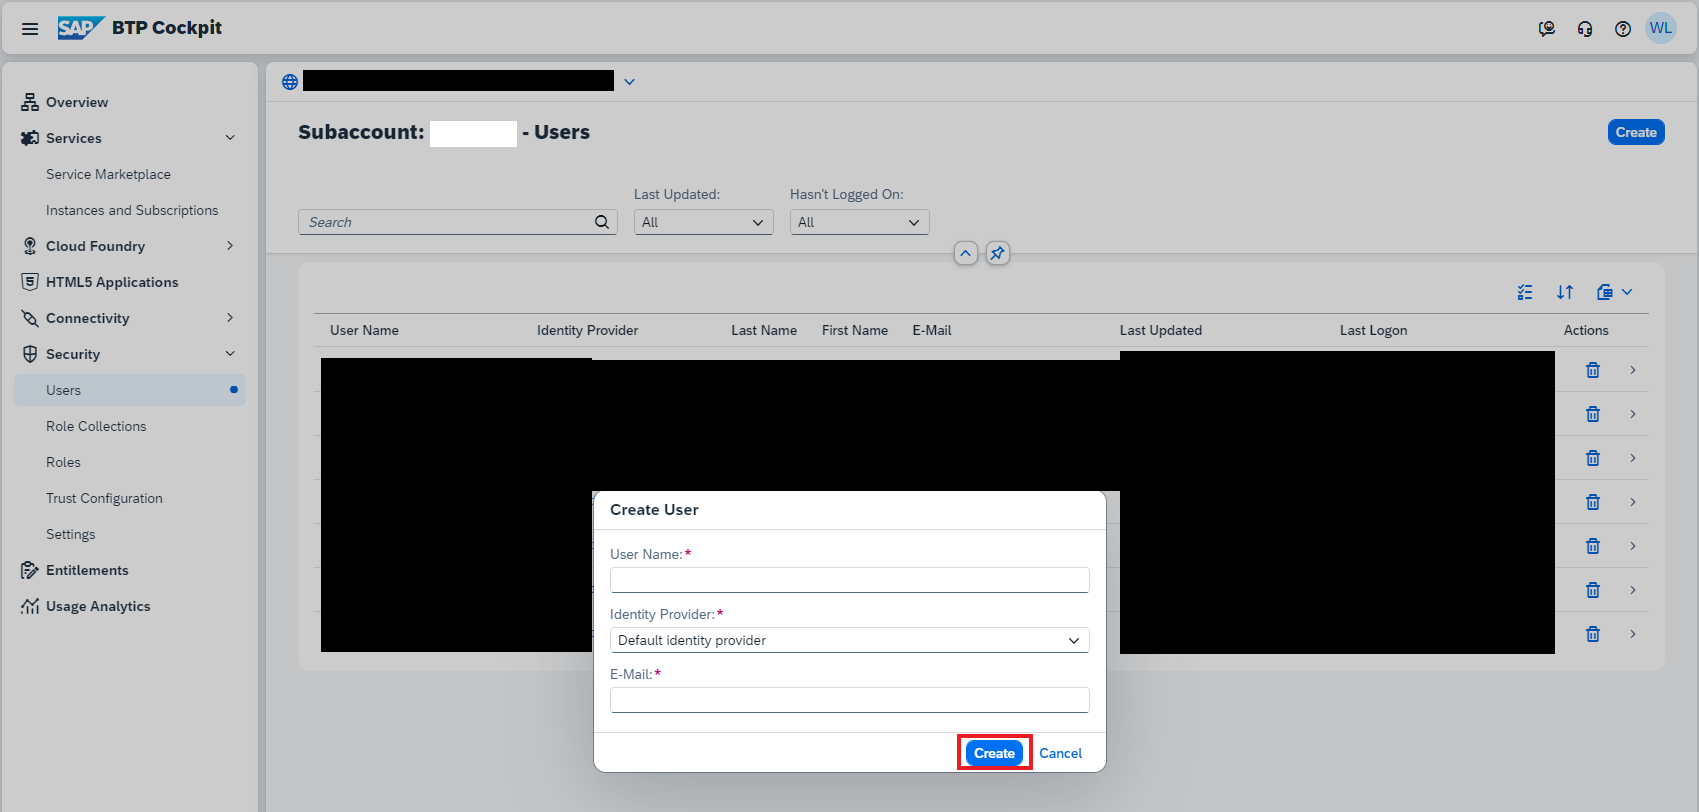 SAP BTP Cockpit
WL
Overview
Services
Service Marketplace
Instances and Subscriptions
Cloud Foundry
HTML5 Applications
Connectivity
Security
Users
Role Collections
Roles
Trust Configuration
Settings
Entitlements
Usage Analytics
Subaccount: - Users
Create
Last Updated: Hasn't Logged On:
Search All All
User Name Identity Provider Last Name First Name E-Mail Last Updated Last Logon Actions
Create User
User Name:*
Identity Provider:*
Default identity provider
E-Mail:*
Create Cancel